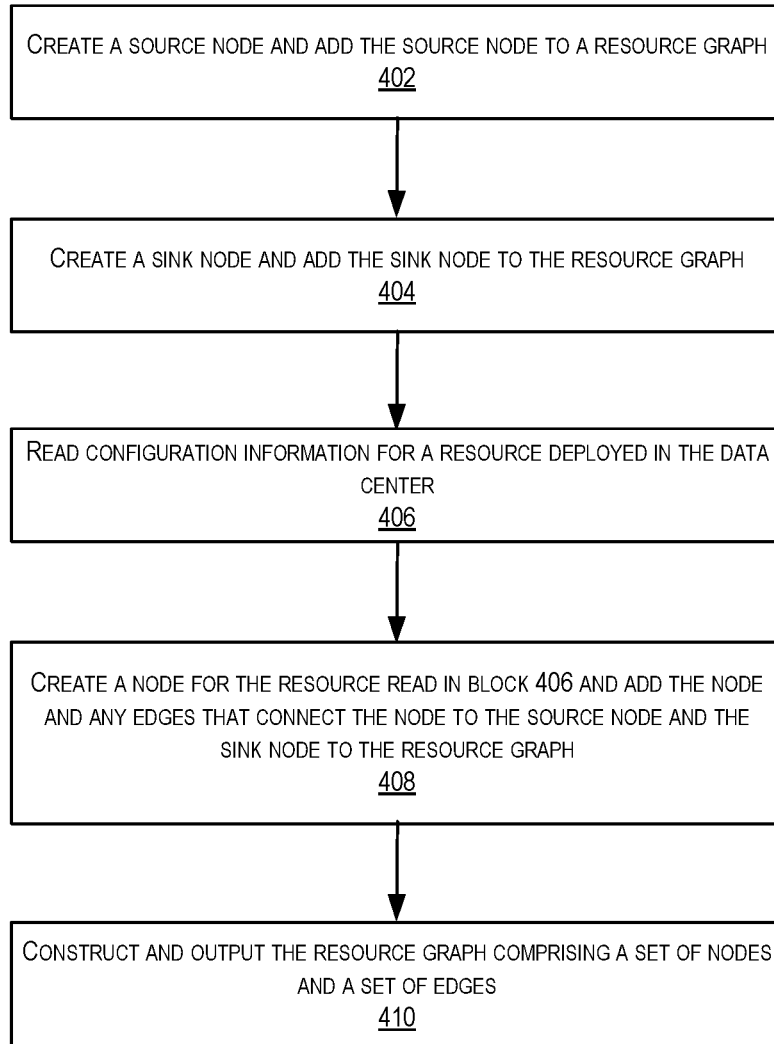 CREATE A SOURCE NODE AND ADD THE SOURCE NODE TO A RESOURCE GRAPH
402
CREATE A SINK NODE AND ADD THE SINK NODE TO THE RESOURCE GRAPH
404
READ CONFIGURATION INFORMATION FOR A RESOURCE DEPLOYED IN THE DATA
CENTER
406
CREATE A NODE FOR THE RESOURCE READ IN BLOCK 406 AND ADD THE NODE
AND ANY EDGES THAT CONNECT THE NODE TO THE SOURCE NODE AND THE
SINK NODE TO THE RESOURCE GRAPH
408
CONSTRUCT AND OUTPUT THE RESOURCE GRAPH COMPRISING A SET OF NODES
AND A SET OF EDGES
410